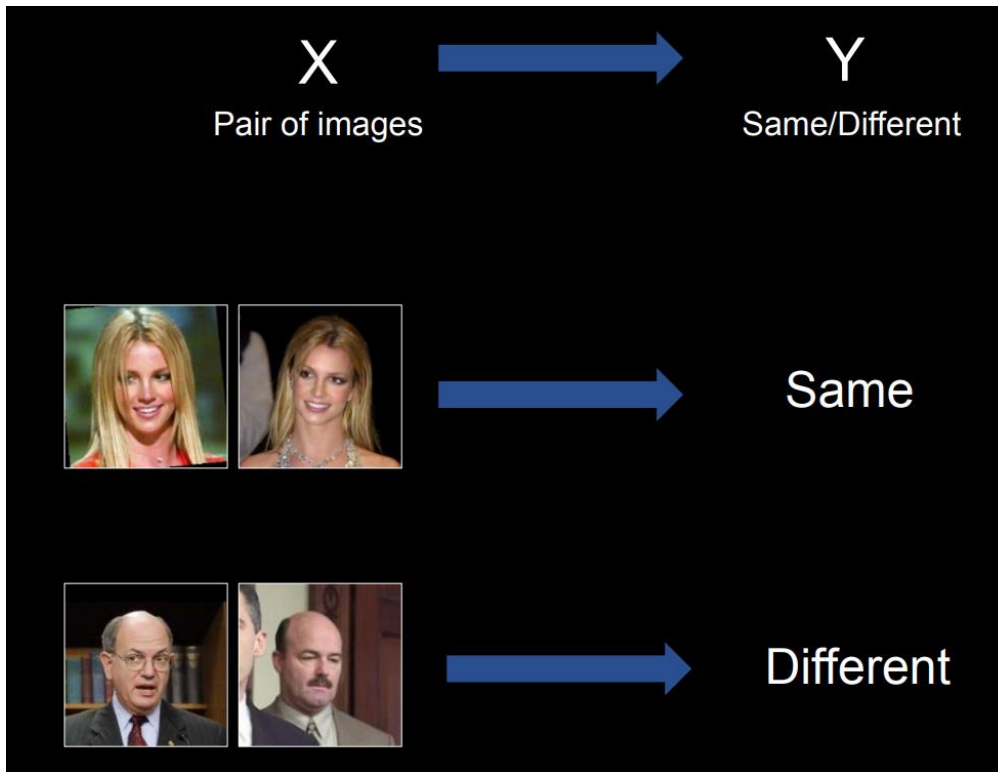 X
Y
Pair of images
Same/Different
Same
Different